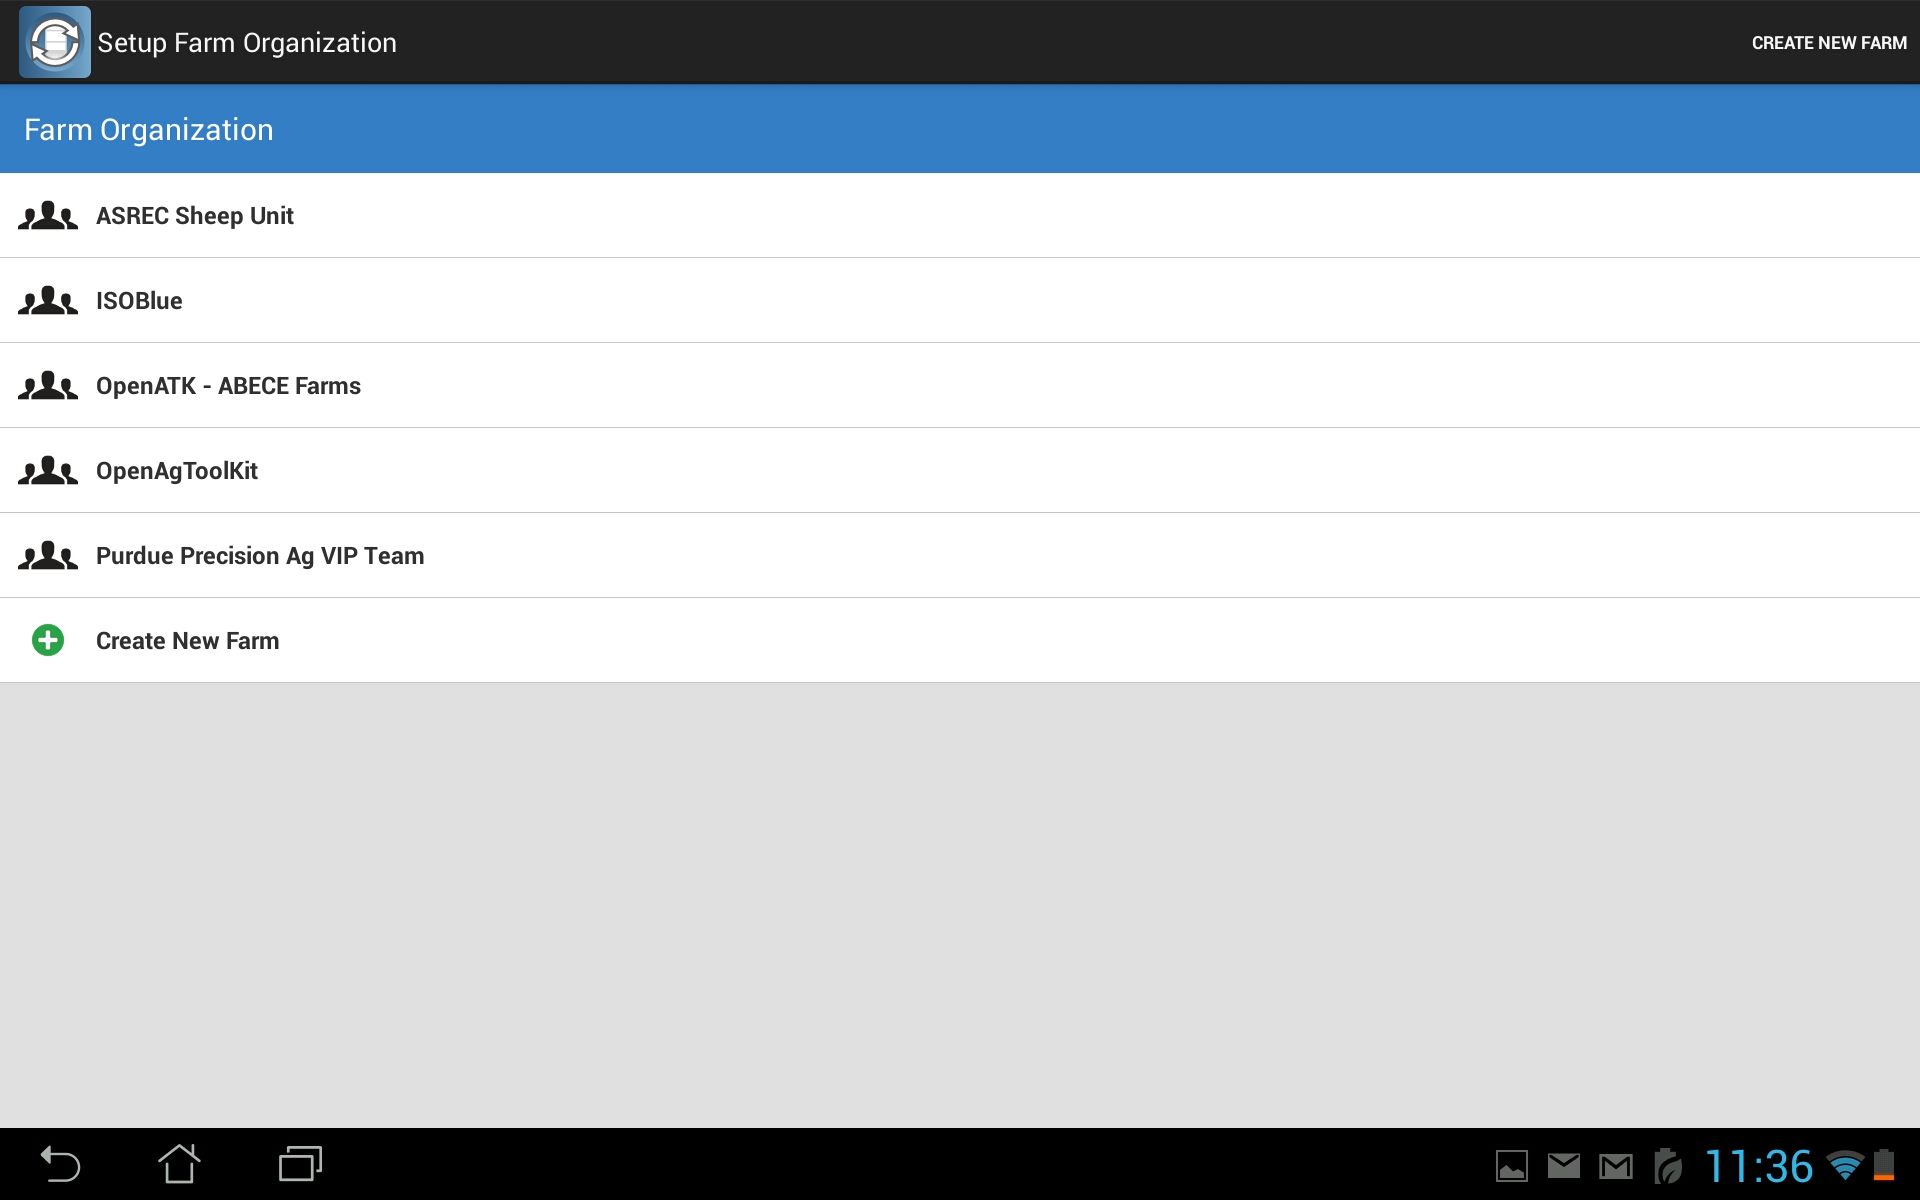 Setup Farm Organization
CREATE NEW FARM
Farm Organization
ASREC Sheep Unit
ISOBlue
OpenATK - ABECE Farms
OpenAgToolKit
Purdue Precision Ag VIP Team
Create New Farm
11:36